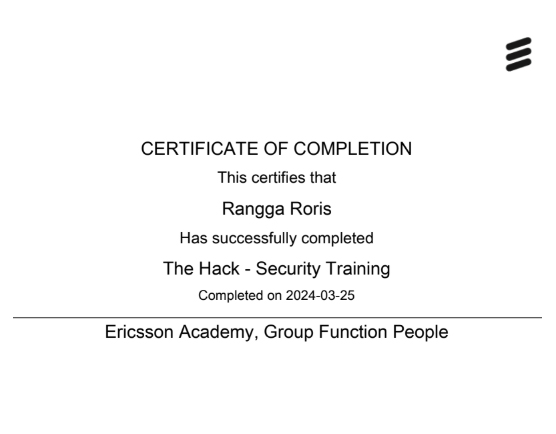 CERTIFICATE OF COMPLETION
This certifies that
Rangga Roris
Has successfully completed
The Hack - Security Training
Completed on 2024-03-25
Ericsson Academy, Group Function People